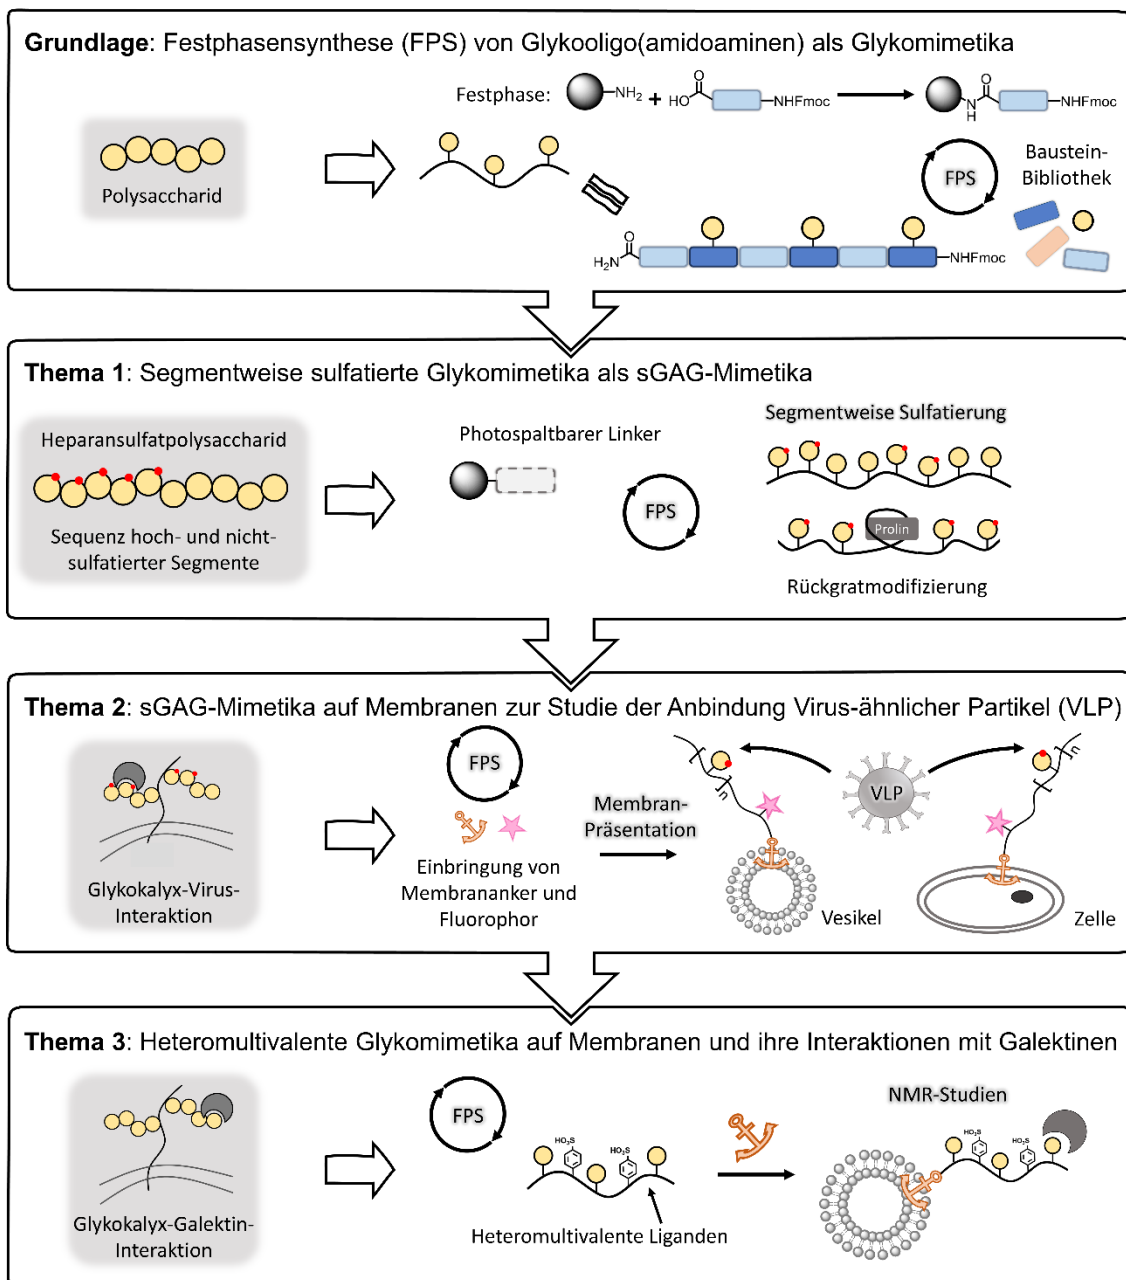 Grundlage: Festphasensynthese (FPS) von Glykooligo(amidoaminen) als Glykomimetika
Festphase:
NH2
+
O
HO
NHFmoc
O
N
H
NHFmoc
Polysaccharid
FPS
Baustein-
Bibliothek
O
H2N
NHFmoc
Thema 1: Segmentweise sulfatierte Glykomimetika als sGAG-Mimetika
Heparansulfatpolysaccharid
Sequenz hoch- und nicht-
sulfatierter Segmente
Photospaltbarer Linker
FPS
Segmentweise Sulfatierung
Prolin
Rückgratmodifizierung
Thema 2: sGAG-Mimetika auf Membranen zur Studie der Anbindung Virus-ähnlicher Partikel (VLP)
Glykokalyx-Virus-
Interaktion
FPS
Einbringung von
Membrananker und
Fluorophor
Membran-
Präsentation
n
VLP
n
Vesikel
Zelle
Thema 3: Heteromultivalente Glykomimetika auf Membranen und ihre Interaktionen mit Galektinen
Glykokalyx-Galektin-
Interaktion
FPS
HO3S
HO3S
Heteromultivalente Liganden
NMR-Studien
HO3S
HO3S